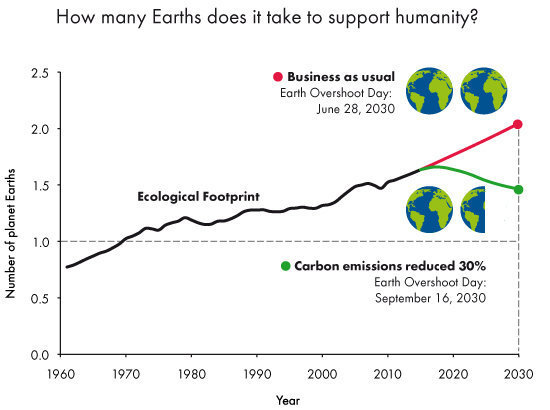 How many Earths does it take to support humanity?
2.5
2.0
1.5
1.0
0.5
0.0
Number of planet Earths
Business as usual
Earth Overshoot Day:
June 28, 2030
Ecological Footprint
Carbon emissions reduced 30%
Earth Overshoot Day:
September 16, 2030
1960 1970 1980 1990 2000 2010 2020 2030
Year